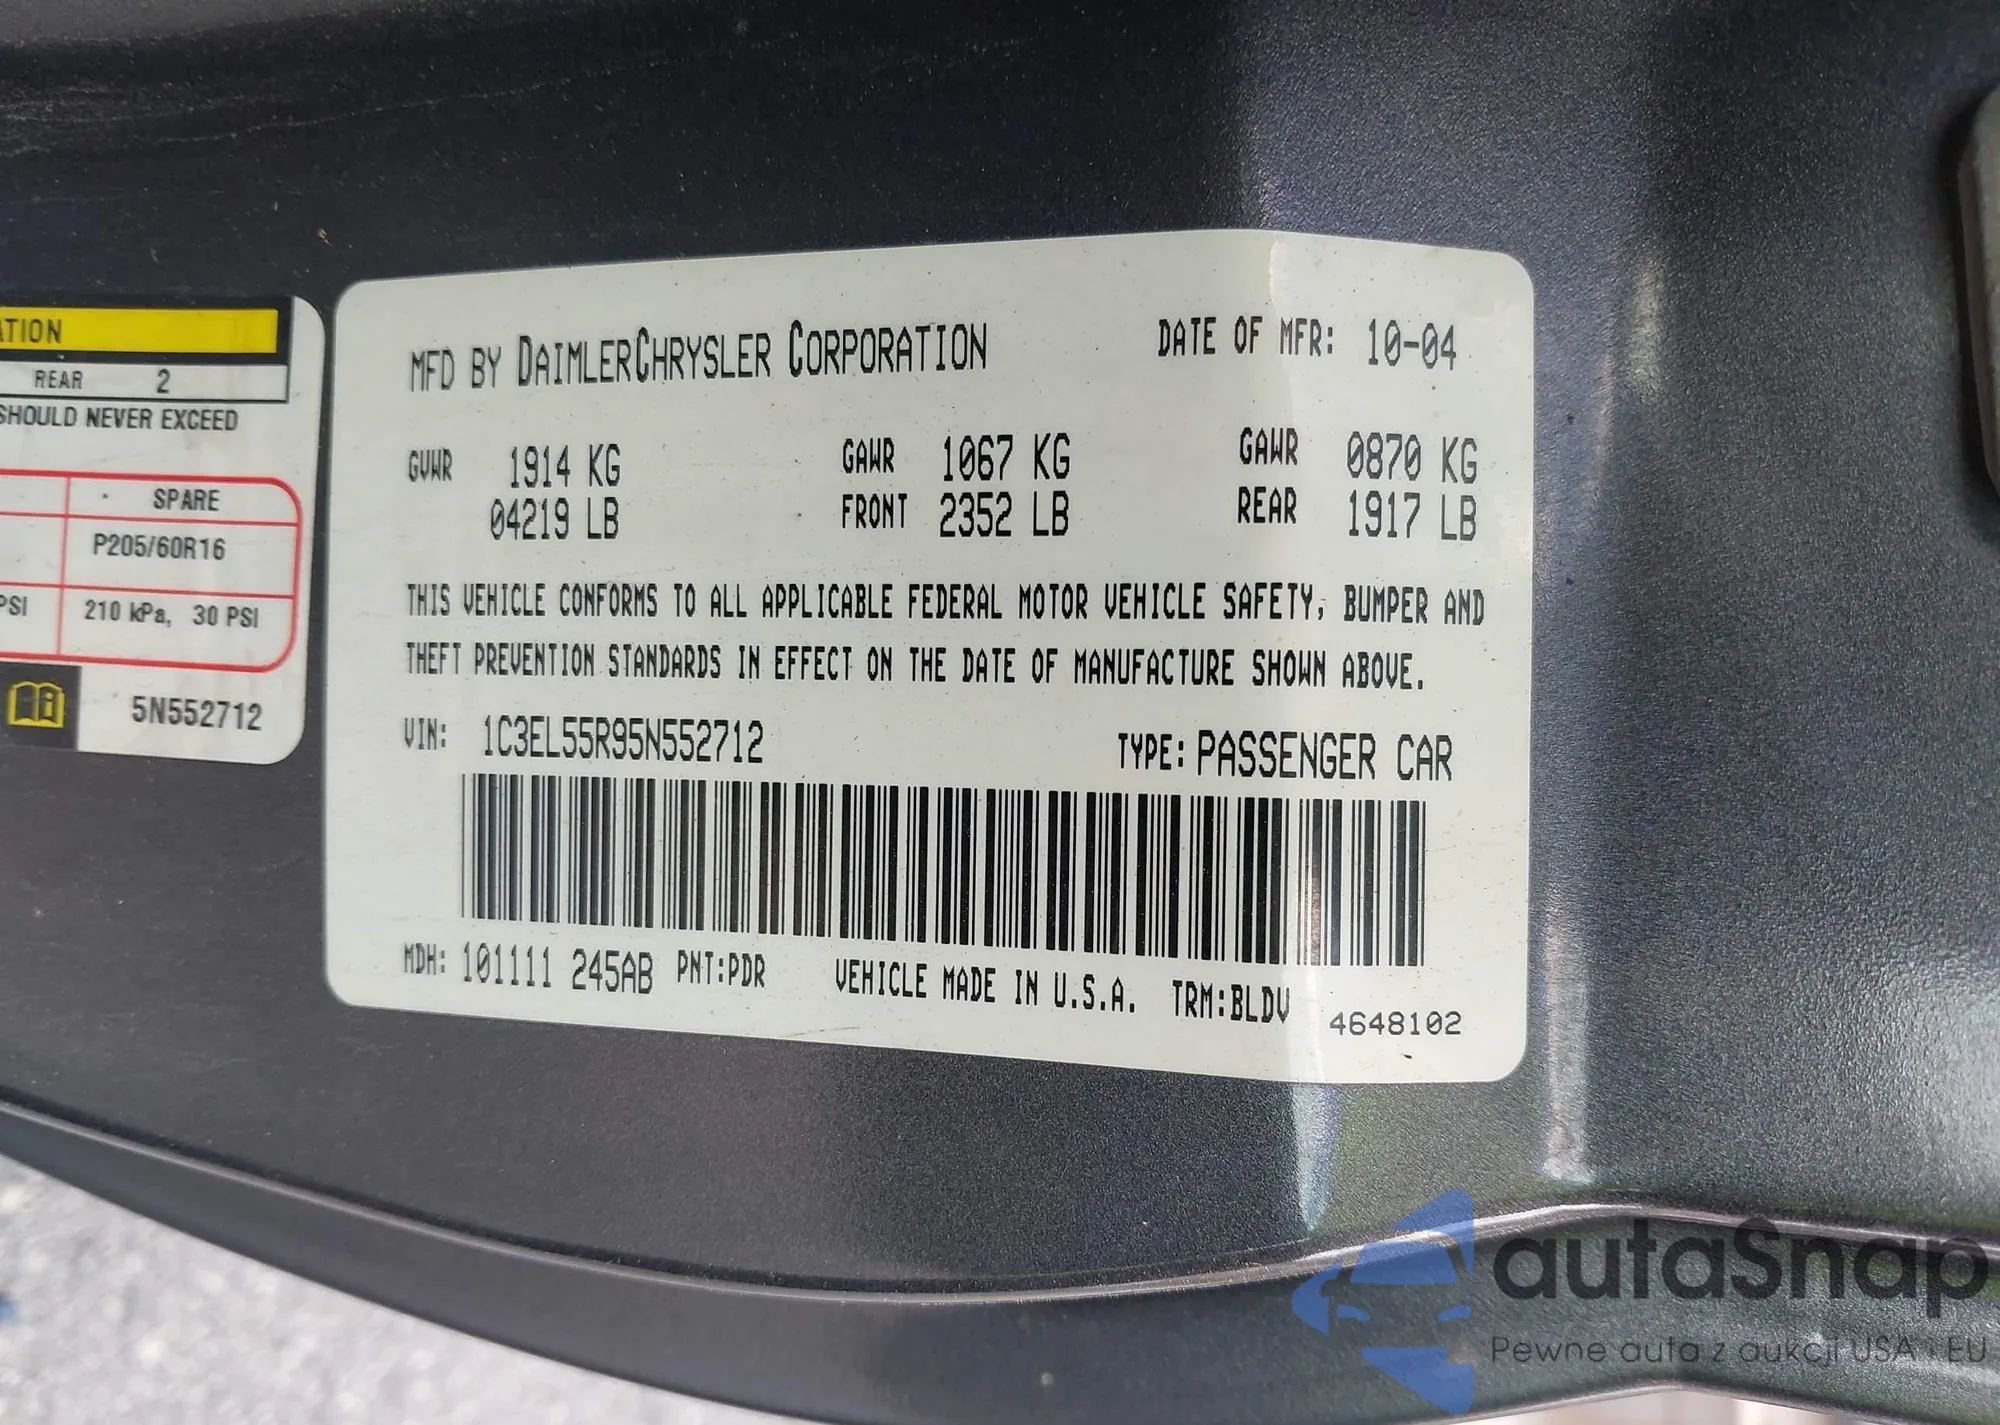 ATION
REAR 2
SHOULD NEVER EXCEED
SPARE
P205/60R16
PSI 210 kPa, 30 PSI
5N552712
MFD BY DAIMLERCHRYSLER CORPORATION DATE OF MFR: 10-04
GVWR 1914 KG GAWR 1067 KG GAWR 0870 KG
04219 LB FRONT 2352 LB REAR 1917 LB
THIS VEHICLE CONFORMS TO ALL APPLICABLE FEDERAL MOTOR VEHICLE SAFETY, BUMPER AND
THEFT PREVENTION STANDARDS IN EFFECT ON THE DATE OF MANUFACTURE SHOWN ABOVE.
VIN: 1C3EL55R95N552712 TYPE: PASSENGER CAR
MDH: 101111 245AB PNT:PDR VEHICLE MADE IN U.S.A. TRM:BLDV 4648102
autaSnap
Pewne auta z aukcji USA i EU